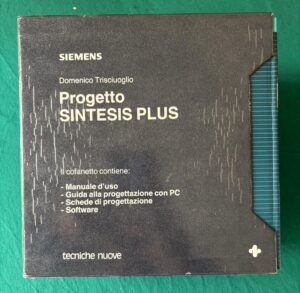 SIEMENS
Domenico Trisciuoglio
Progetto
SINTESIS PLUS
Il cofanetto contiene:
- Manuale d'uso
- Guida alla progettazione con PC
- Schede di progettazione
- Software
tecniche nuove